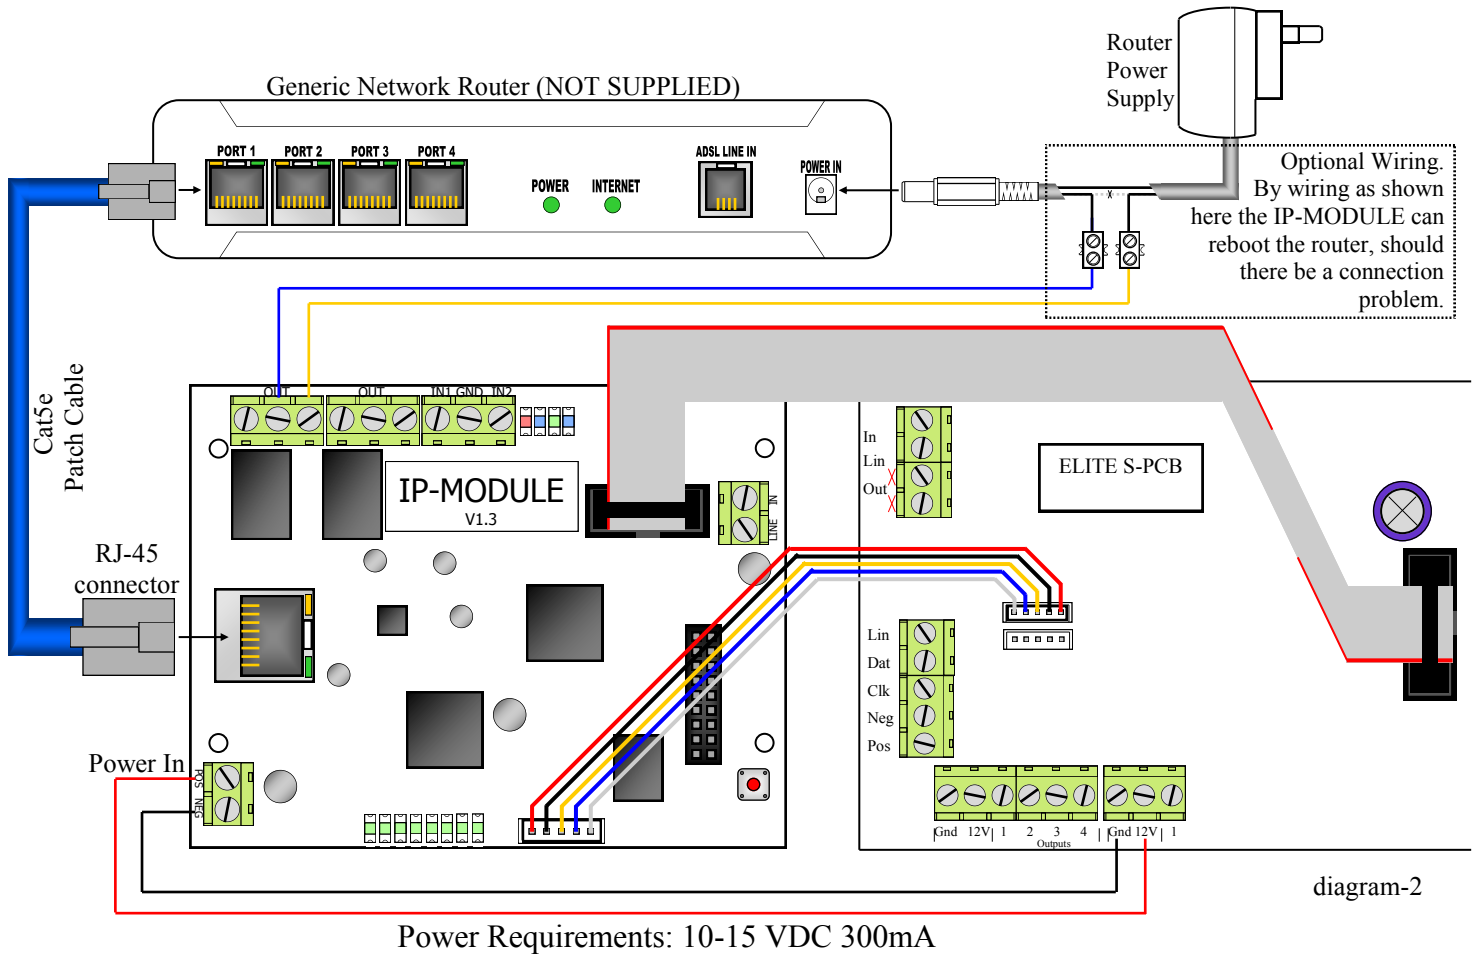 Generic Network Router (NOT SUPPLIED)
Router
Power
Supply
PORT 1 PORT 2 PORT 3 PORT 4
POWER INTERNET
ADSL LINE IN
POWER IN
Optional Wiring.
By wiring as shown
here the IP-MODULE can
reboot the router, should
there be a connection
problem.
Cat5e
Patch Cable
OUT OUT IN1 GND IN2
IP-MODULE
V1.3
LINE IN
RJ-45
connector
Power In
POS
NEG
In
Lin
Out
ELITE S-PCB
Lin
Dat
Clk
Neg
Pos
Gnd 12V 1 2 3 4 Gnd 12V 1
Outputs
diagram-2
Power Requirements: 10-15 VDC 300mA